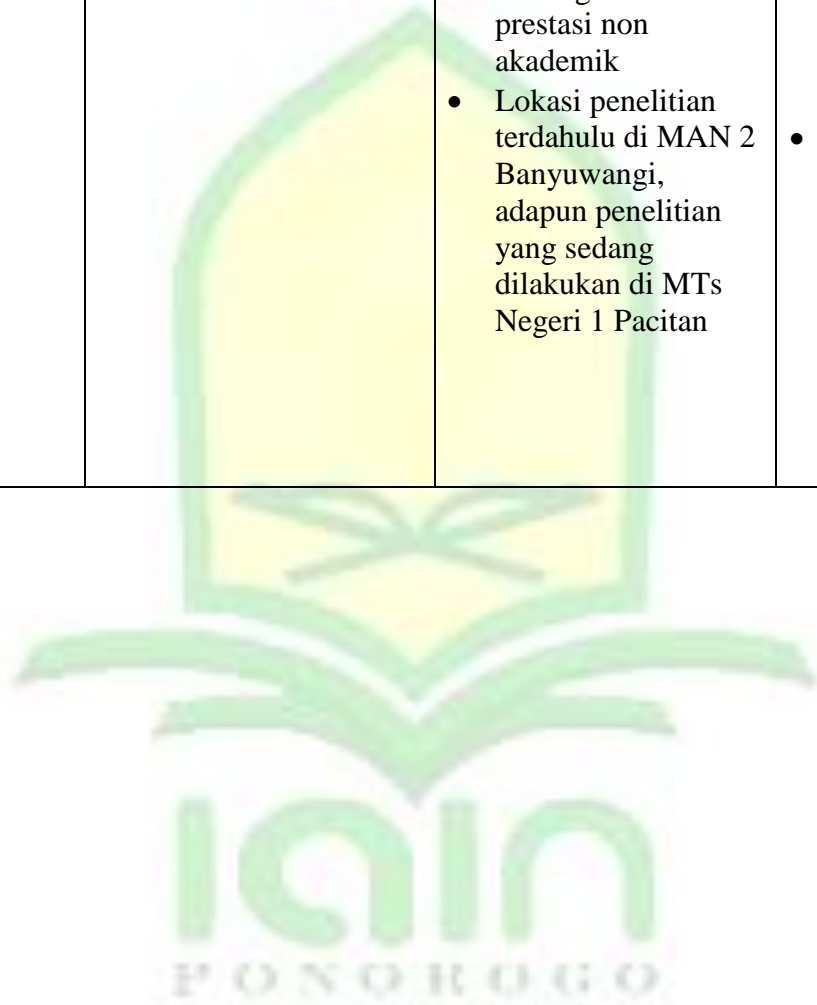 prestasi non
akademik
• Lokasi penelitian
terdahulu di MAN 2
Banyuwangi,
adapun penelitian
yang sedang
dilakukan di MTs
Negeri 1 Pacitan
•
iain
PONOROGO